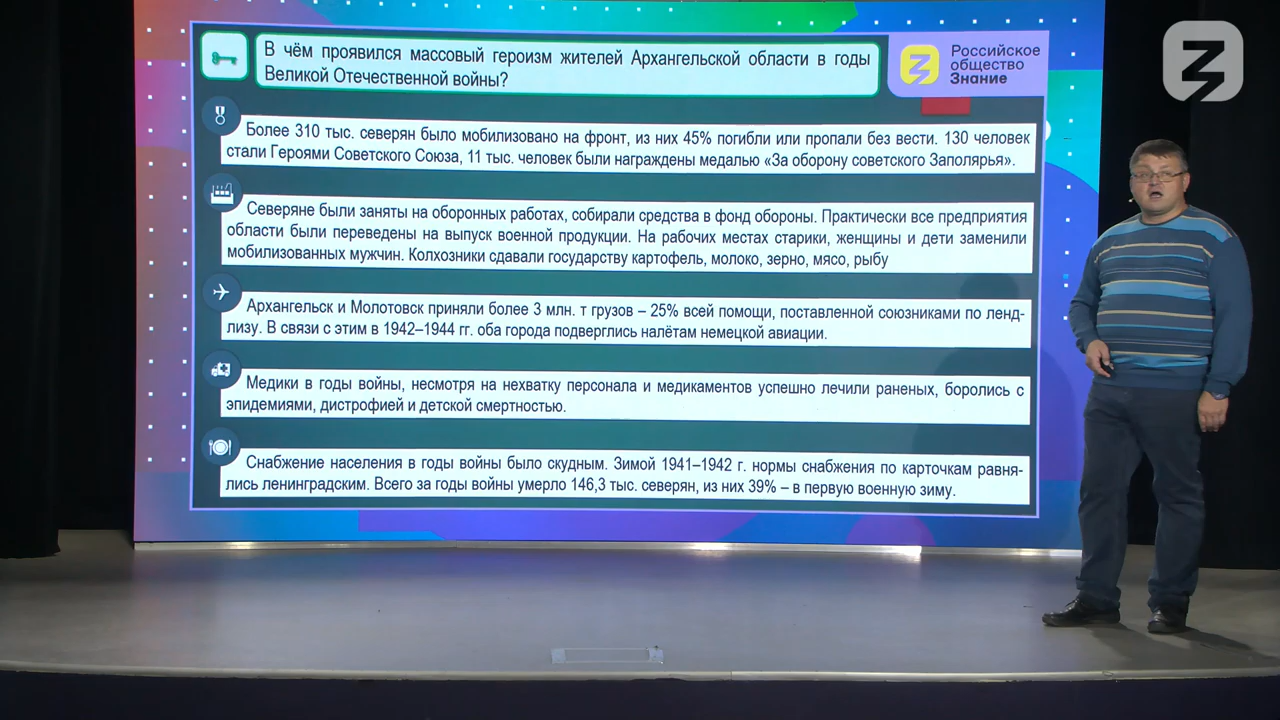 В чём проявился массовый героизм жителей Архангельской области в годы
Великой Отечественной войны?
Российское
общество
Знание
Более 310 тыс. северян было мобилизовано на фронт, из них 45% погибли или пропали без вести. 130 человек
стали Героями Советского Союза, 11 тыс. человек были награждены медалью «За оборону советского Заполярья».
Северяне были заняты на оборонных работах, собирали средства в фонд обороны. Практически все предприятия
области были переведены на выпуск военной продукции. На рабочих местах старики, женщины и дети заменили
мобилизованных мужчин. Колхозники сдавали государству картофель, молоко, зерно, мясо, рыбу
Архангельск и Молотовск приняли более 3 млн. т грузов – 25% всей помощи, поставленной союзниками по ленд-
лизу. В связи с этим в 1942–1944 гг. оба города подверглись налётам немецкой авиации.
Медики в годы войны, несмотря на нехватку персонала и медикаментов успешно лечили раненых, боролись с
эпидемиями, дистрофией и детской смертностью.
Снабжение населения в годы войны было скудным. Зимой 1941–1942 г. нормы снабжения по карточкам равня-
лись ленинградским. Всего за годы войны умерло 146,3 тыс. северян, из них 39% – в первую военную зиму.